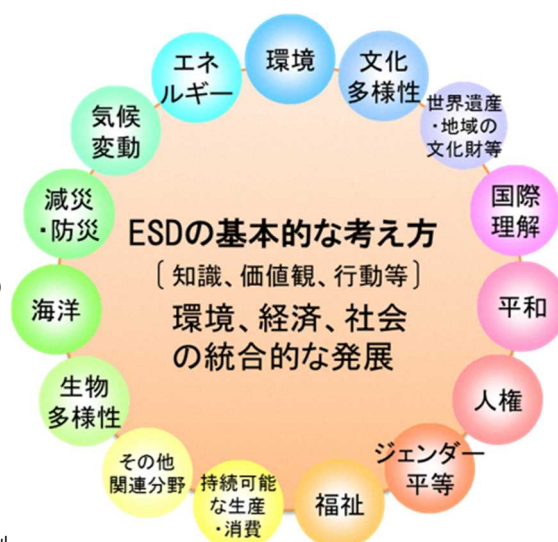 環境
文化
多様性
世界遺産
・地域の
文化財等
国際
理解
平和
人権
ジェンダー
平等
福祉
持続可能
な生産
・消費
その他
関連分野
生物
多様性
海洋
減災
・防災
気候
変動
エネ
ルギー
ESDの基本的な考え方
〔知識、価値観、行動等〕
環境、経済、社会
の統合的な発展